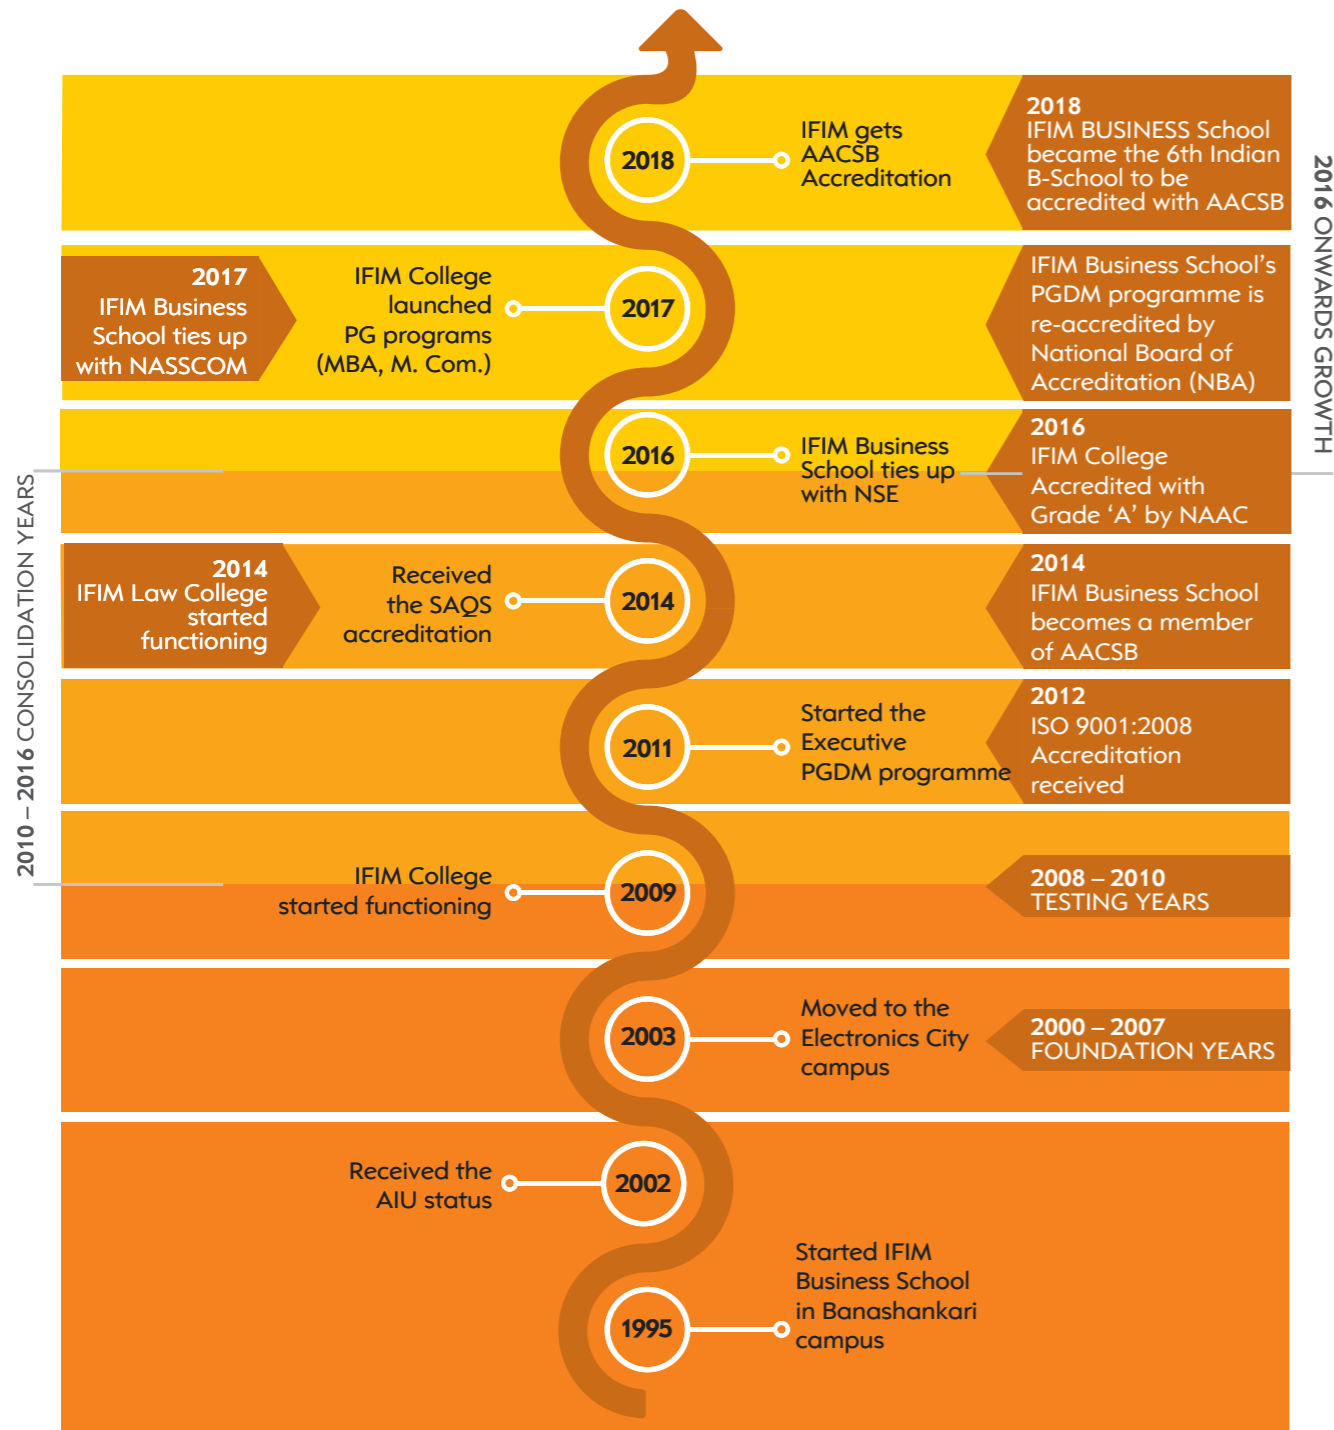 2018
IFIM gets
AACSB
Accreditation
2018
IFIM BUSINESS School
became the 6th Indian
B-School to be
accredited with AACSB
2016 ONWARDS GROWTH
2017
IFIM Business
School ties up
with NASSCOM
IFIM College
launched
PG programs
(MBA, M. Com.)
2017
IFIM Business School’s
PGDM programme is
re-accredited by
National Board of
Accreditation (NBA)
2016
IFIM Business
School ties up
with NSE
2016
IFIM College
Accredited with
Grade ‘A’ by NAAC
2010 – 2016 CONSOLIDATION YEARS
2014
IFIM Law College
started
functioning
Received
the SAQS
accreditation
2014
2014
IFIM Business School
becomes a member
of AACSB
2011
Started the
Executive
PGDM programme
2012
ISO 9001:2008
Accreditation
received
IFIM College
started functioning
2009
2008 – 2010
TESTING YEARS
2003
Moved to the
Electronics City
campus
2000 – 2007
FOUNDATION YEARS
Received the
AIU status
2002
1995
Started IFIM
Business School
in Banashankari
campus